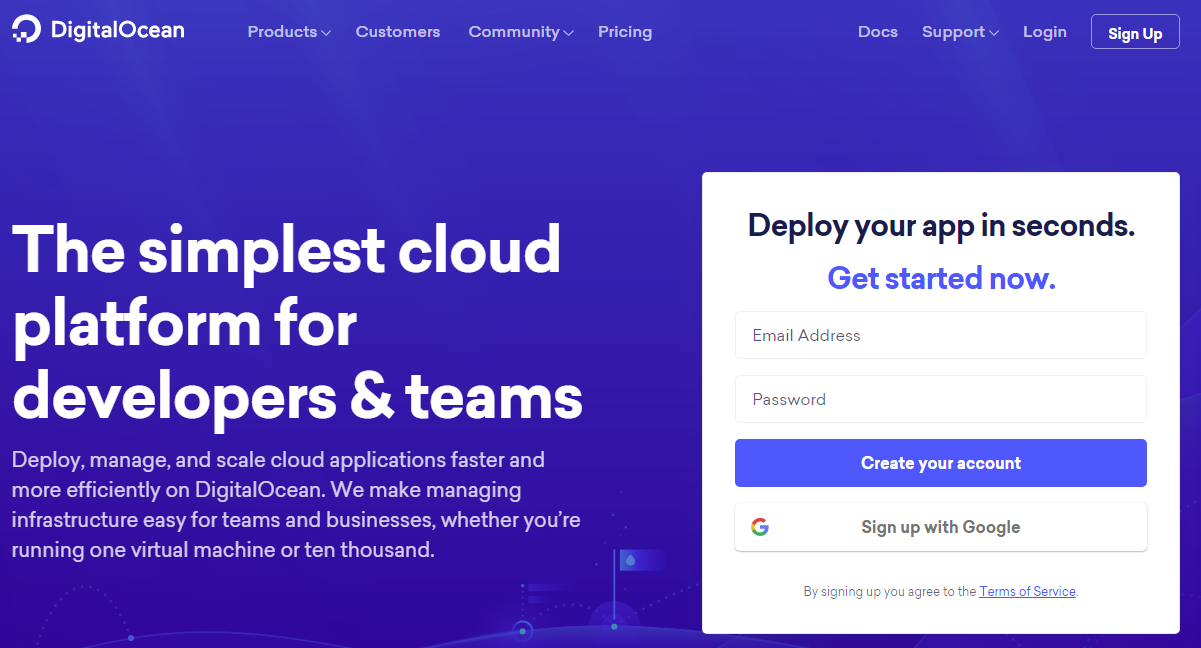 DigitalOcean Products Customers Community Pricing Docs Support Login Sign Up
The simplest cloud
platform for
developers & teams
Deploy, manage, and scale cloud applications faster and
more efficiently on DigitalOcean. We make managing
infrastructure easy for teams and businesses, whether you’re
running one virtual machine or ten thousand.
Deploy your app in seconds.
Get started now.
Email Address
Password
Create your account
Sign up with Google
By signing up you agree to the Terms of Service.